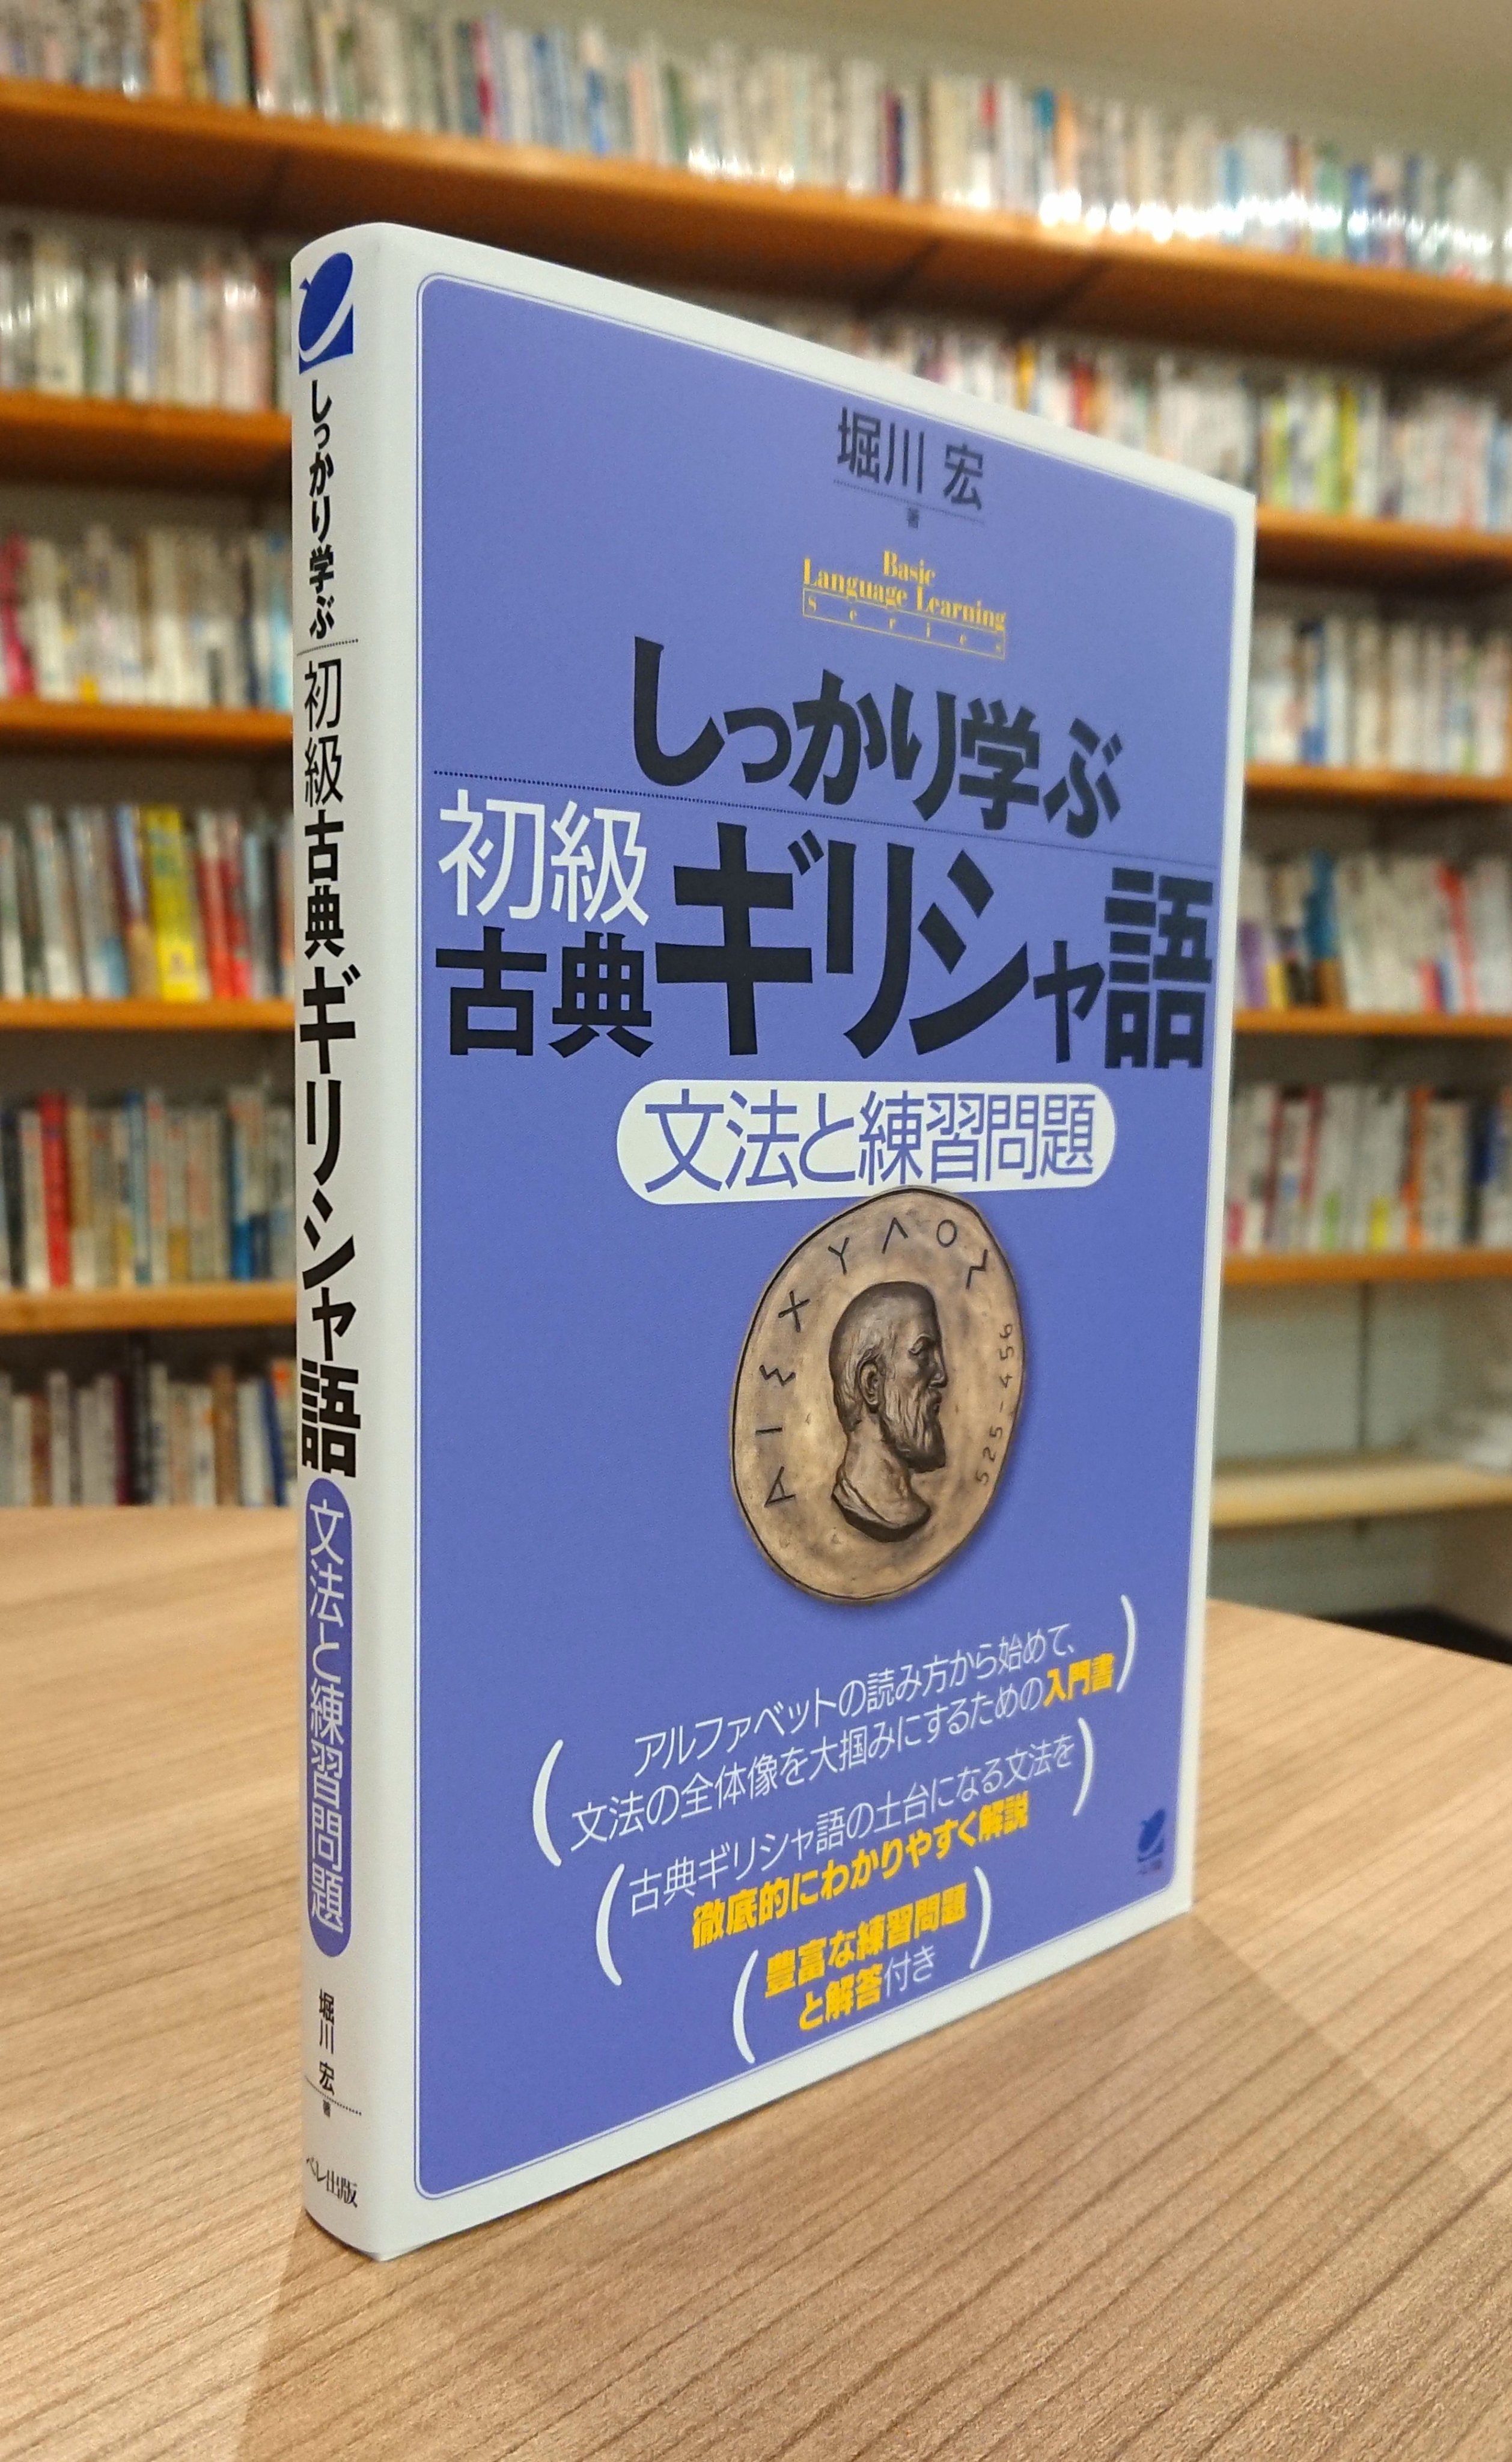 しっかり学ぶ
初級古典ギリシャ語
文法と練習問題
堀川 宏
著
ベレ出版
堀川 宏
著
Basic
Language Learning
Series
しっかり学ぶ
初級
古典ギリシャ語
文法と練習問題
ΑΙΣΧΥΛΟΣ
525-456
アルファベットの読み方から始めて、
文法の全体像を大掴みにするための入門書
古典ギリシャ語の土台になる文法を
徹底的にわかりやすく解説
豊富な練習問題
と解答付き